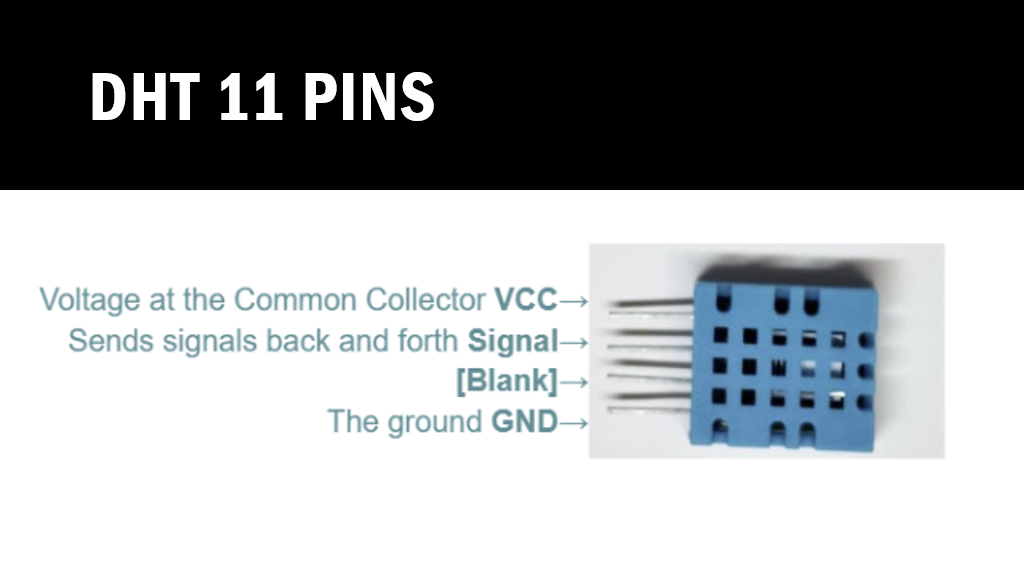 DHT 11 PINS
Voltage at the Common Collector VCC→
Sends signals back and forth Signal→
[Blank]→
The ground GND→